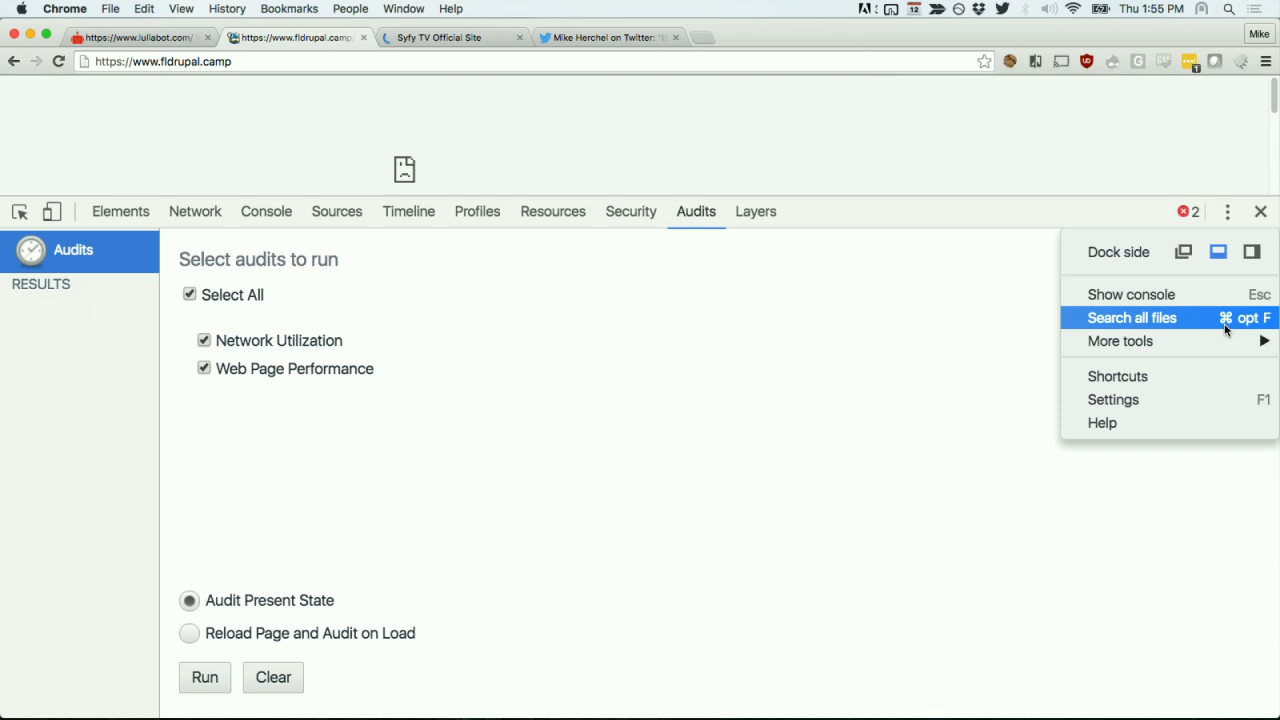 Chrome File Edit View History Bookmarks People Window Help 12 Thu 1:55 PM
https://www.lullabot.com/ https://www.fldrupal.camp Syfy TV Official Site Mike Herchel on Twitter: Mike
https://www.fldrupal.camp 1
Elements Network Console Sources Timeline Profiles Resources Security Audits Layers 2
Audits
RESULTS
Select audits to run
Select All
Network Utilization
Web Page Performance
Audit Present State
Reload Page and Audit on Load
Run Clear
Dock side
Show console Esc
Search all files ⌘ opt F
More tools
Shortcuts
Settings F1
Help